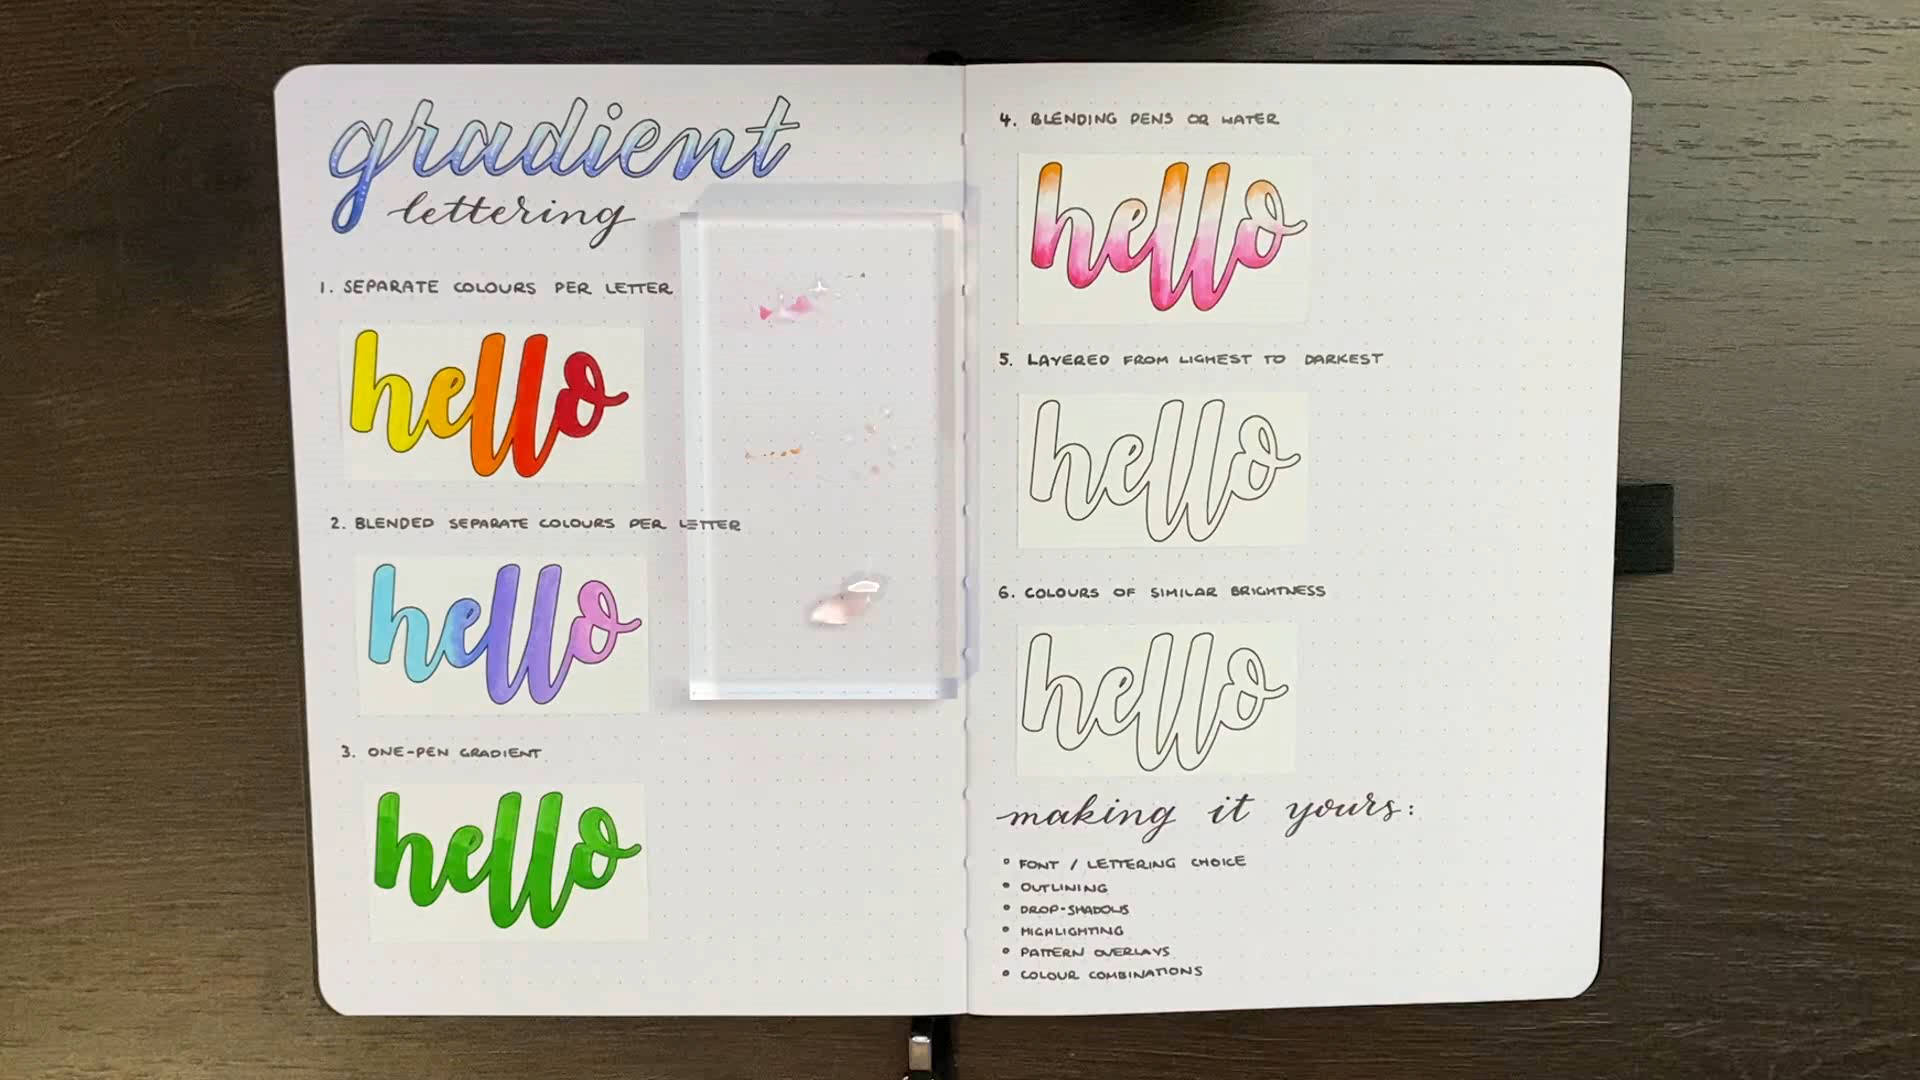 gradient
lettering
1. SEPARATE COLOURS PER LETTER
hello
2. BLENDED SEPARATE COLOURS PER LETTER
hello
3. ONE-PEN GRADIENT
hello
4. BLENDING PENS OR WATER
hello
5. LAYERED FROM LIGHEST TO DARKEST
hello
6. COLOURS OF SIMILAR BRIGHTNESS
hello
making it yours:
° FONT / LETTERING CHOICE
° OUTLINING
° DROP-SHADOWS
° HIGHLIGHTING
° PATTERN OVERLAYS
° COLOUR COMBINATIONS